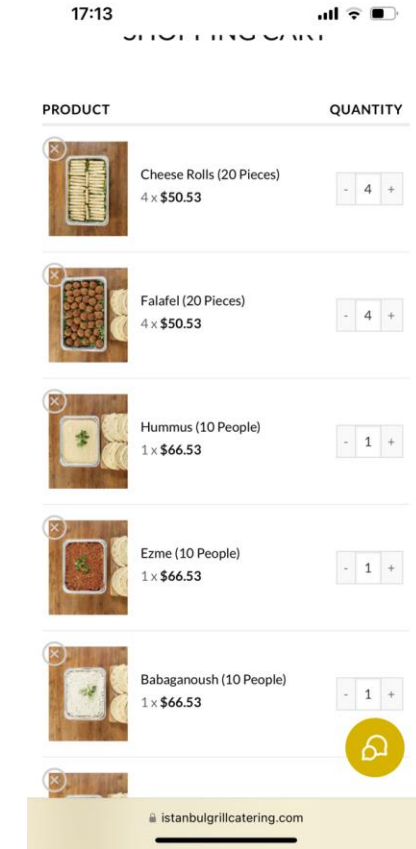 17:13
SHOPPING CART
PRODUCT QUANTITY
Cheese Rolls (20 Pieces)
4 x $50.53
- 4 +
Falafel (20 Pieces)
4 x $50.53
- 4 +
Hummus (10 People)
1 x $66.53
- 1 +
Ezme (10 People)
1 x $66.53
- 1 +
Babaganoush (10 People)
1 x $66.53
- 1 +
istanbulgrillcatering.com